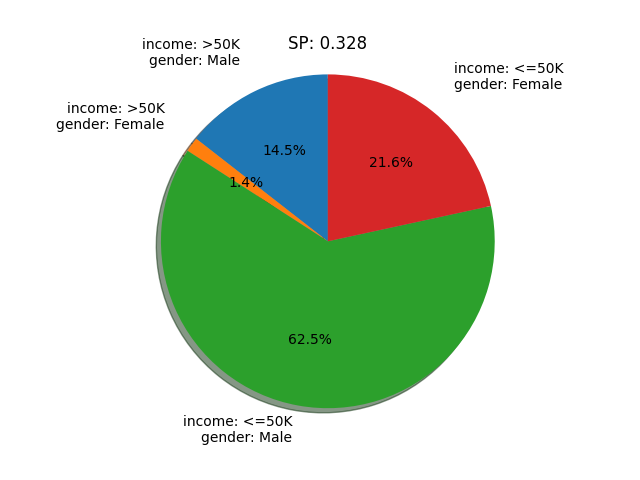 SP: 0.328
income: >50K
gender: Male
income: >50K
gender: Female
income: <=50K
gender: Male
income: <=50K
gender: Female
14.5%
1.4%
62.5%
21.6%